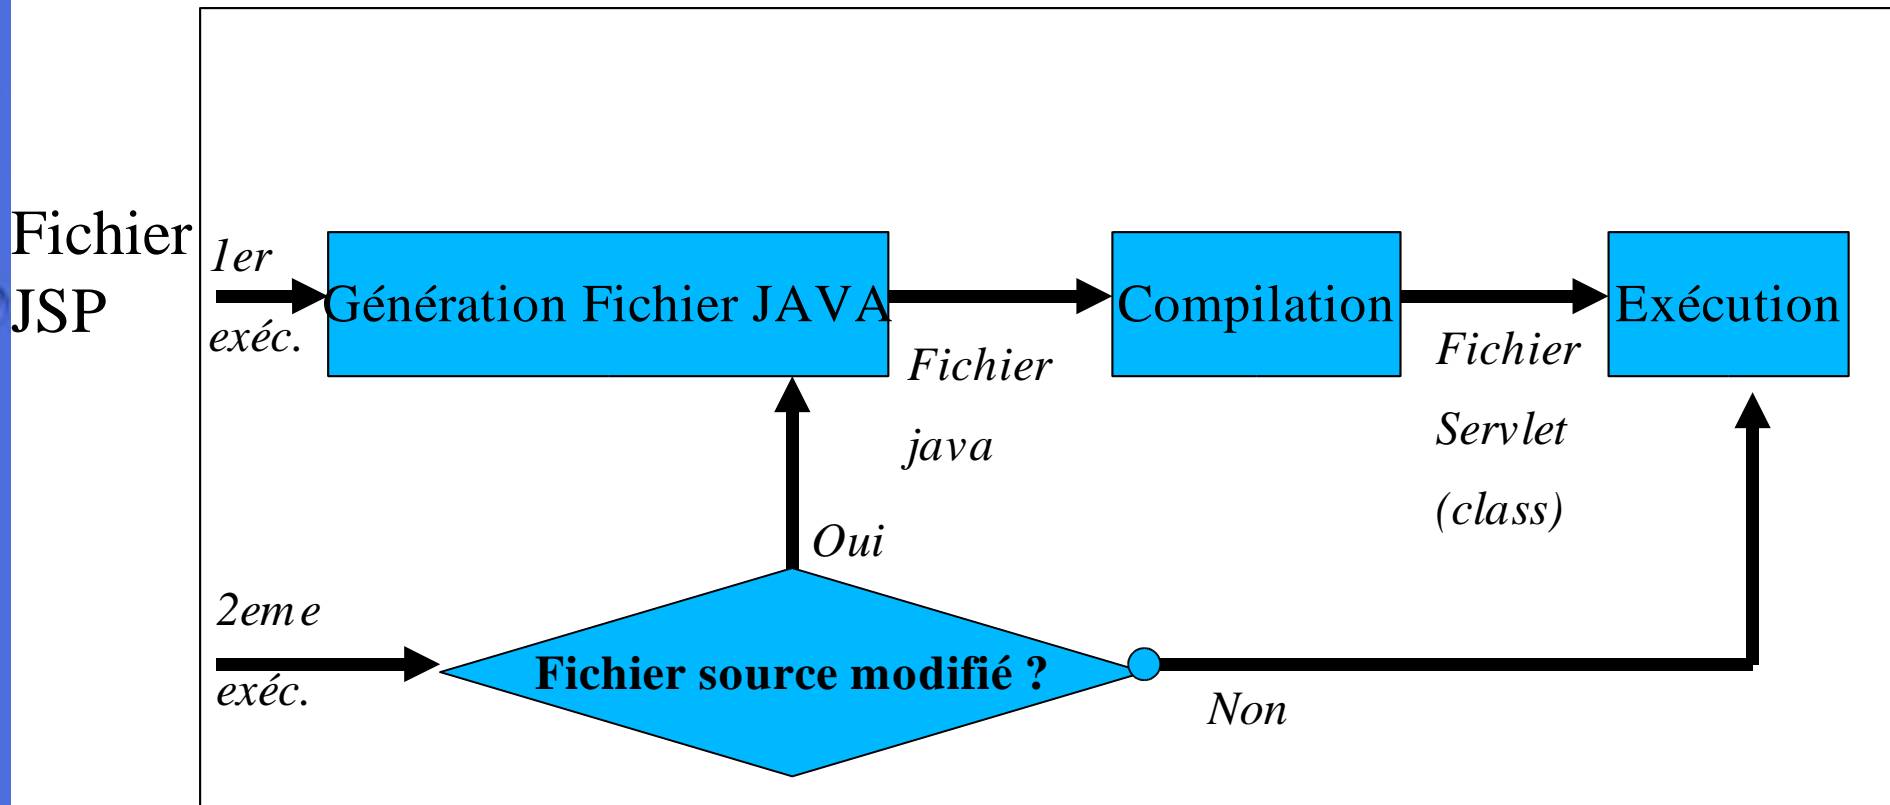 Fichier
JSP
1er
exéc.
Génération Fichier JAVA
Fichier
java
Compilation
Fichier
Servlet
(class)
Exécution
Oui
2eme
exéc.
Fichier source modifié ?
Non